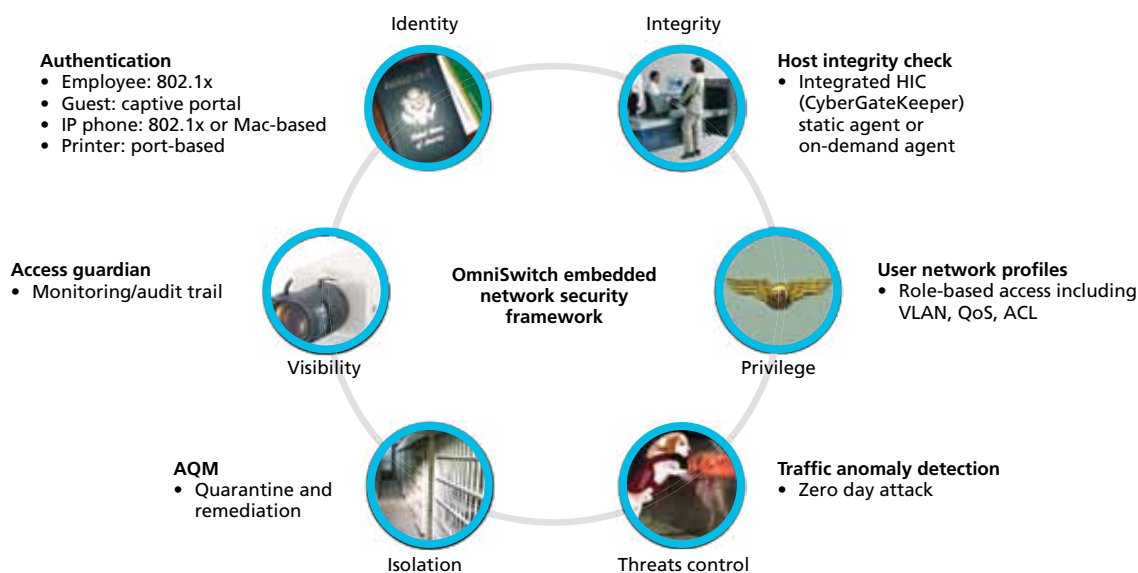 Identity
Integrity
Authentication
• Employee: 802.1x
• Guest: captive portal
• IP phone: 802.1x or Mac-based
• Printer: port-based
Host integrity check
• Integrated HIC
(CyberGateKeeper)
static agent or
on-demand agent
Access guardian
• Monitoring/audit trail
Visibility
OmniSwitch embedded
network security
framework
User network profiles
• Role-based access including
VLAN, QoS, ACL
Privilege
AQM
• Quarantine and
remediation
Isolation
Traffic anomaly detection
• Zero day attack
Threats control